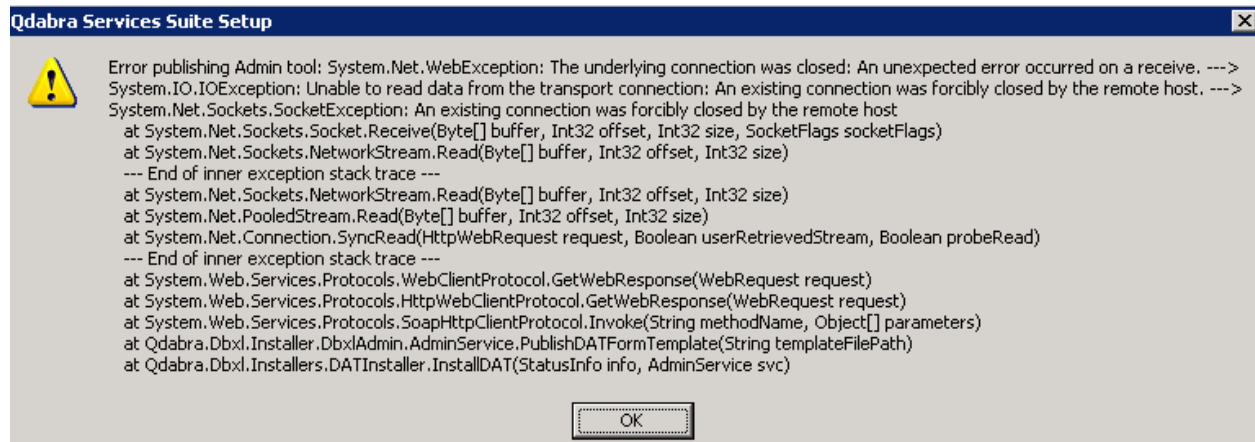 Qdabra Services Suite Setup
Error publishing Admin tool: System.Net.WebException: The underlying connection was closed: An unexpected error occurred on a receive. --->
System.IO.IOException: Unable to read data from the transport connection: An existing connection was forcibly closed by the remote host. --->
System.Net.Sockets.SocketException: An existing connection was forcibly closed by the remote host
at System.Net.Sockets.Socket.Receive(Byte[] buffer, Int32 offset, Int32 size, SocketFlags socketFlags)
at System.Net.Sockets.NetworkStream.Read(Byte[] buffer, Int32 offset, Int32 size)
--- End of inner exception stack trace ---
at System.Net.Sockets.NetworkStream.Read(Byte[] buffer, Int32 offset, Int32 size)
at System.Net.PooledStream.Read(Byte[] buffer, Int32 offset, Int32 size)
at System.Net.Connection.SyncRead(HttpWebRequest request, Boolean userRetrievedStream, Boolean probeRead)
--- End of inner exception stack trace ---
at System.Web.Services.Protocols.WebClientProtocol.GetWebResponse(WebRequest request)
at System.Web.Services.Protocols.HttpWebClientProtocol.GetWebResponse(WebRequest request)
at System.Web.Services.Protocols.SoapHttpClientProtocol.Invoke(String methodName, Object[] parameters)
at Qdabra.Dbxl.Installer.DbxlAdmin.AdminService.PublishDATFormTemplate(String templateFilePath)
at Qdabra.Dbxl.Installers.DATInstaller.InstallDAT(StatusInfo info, AdminService svc)
OK